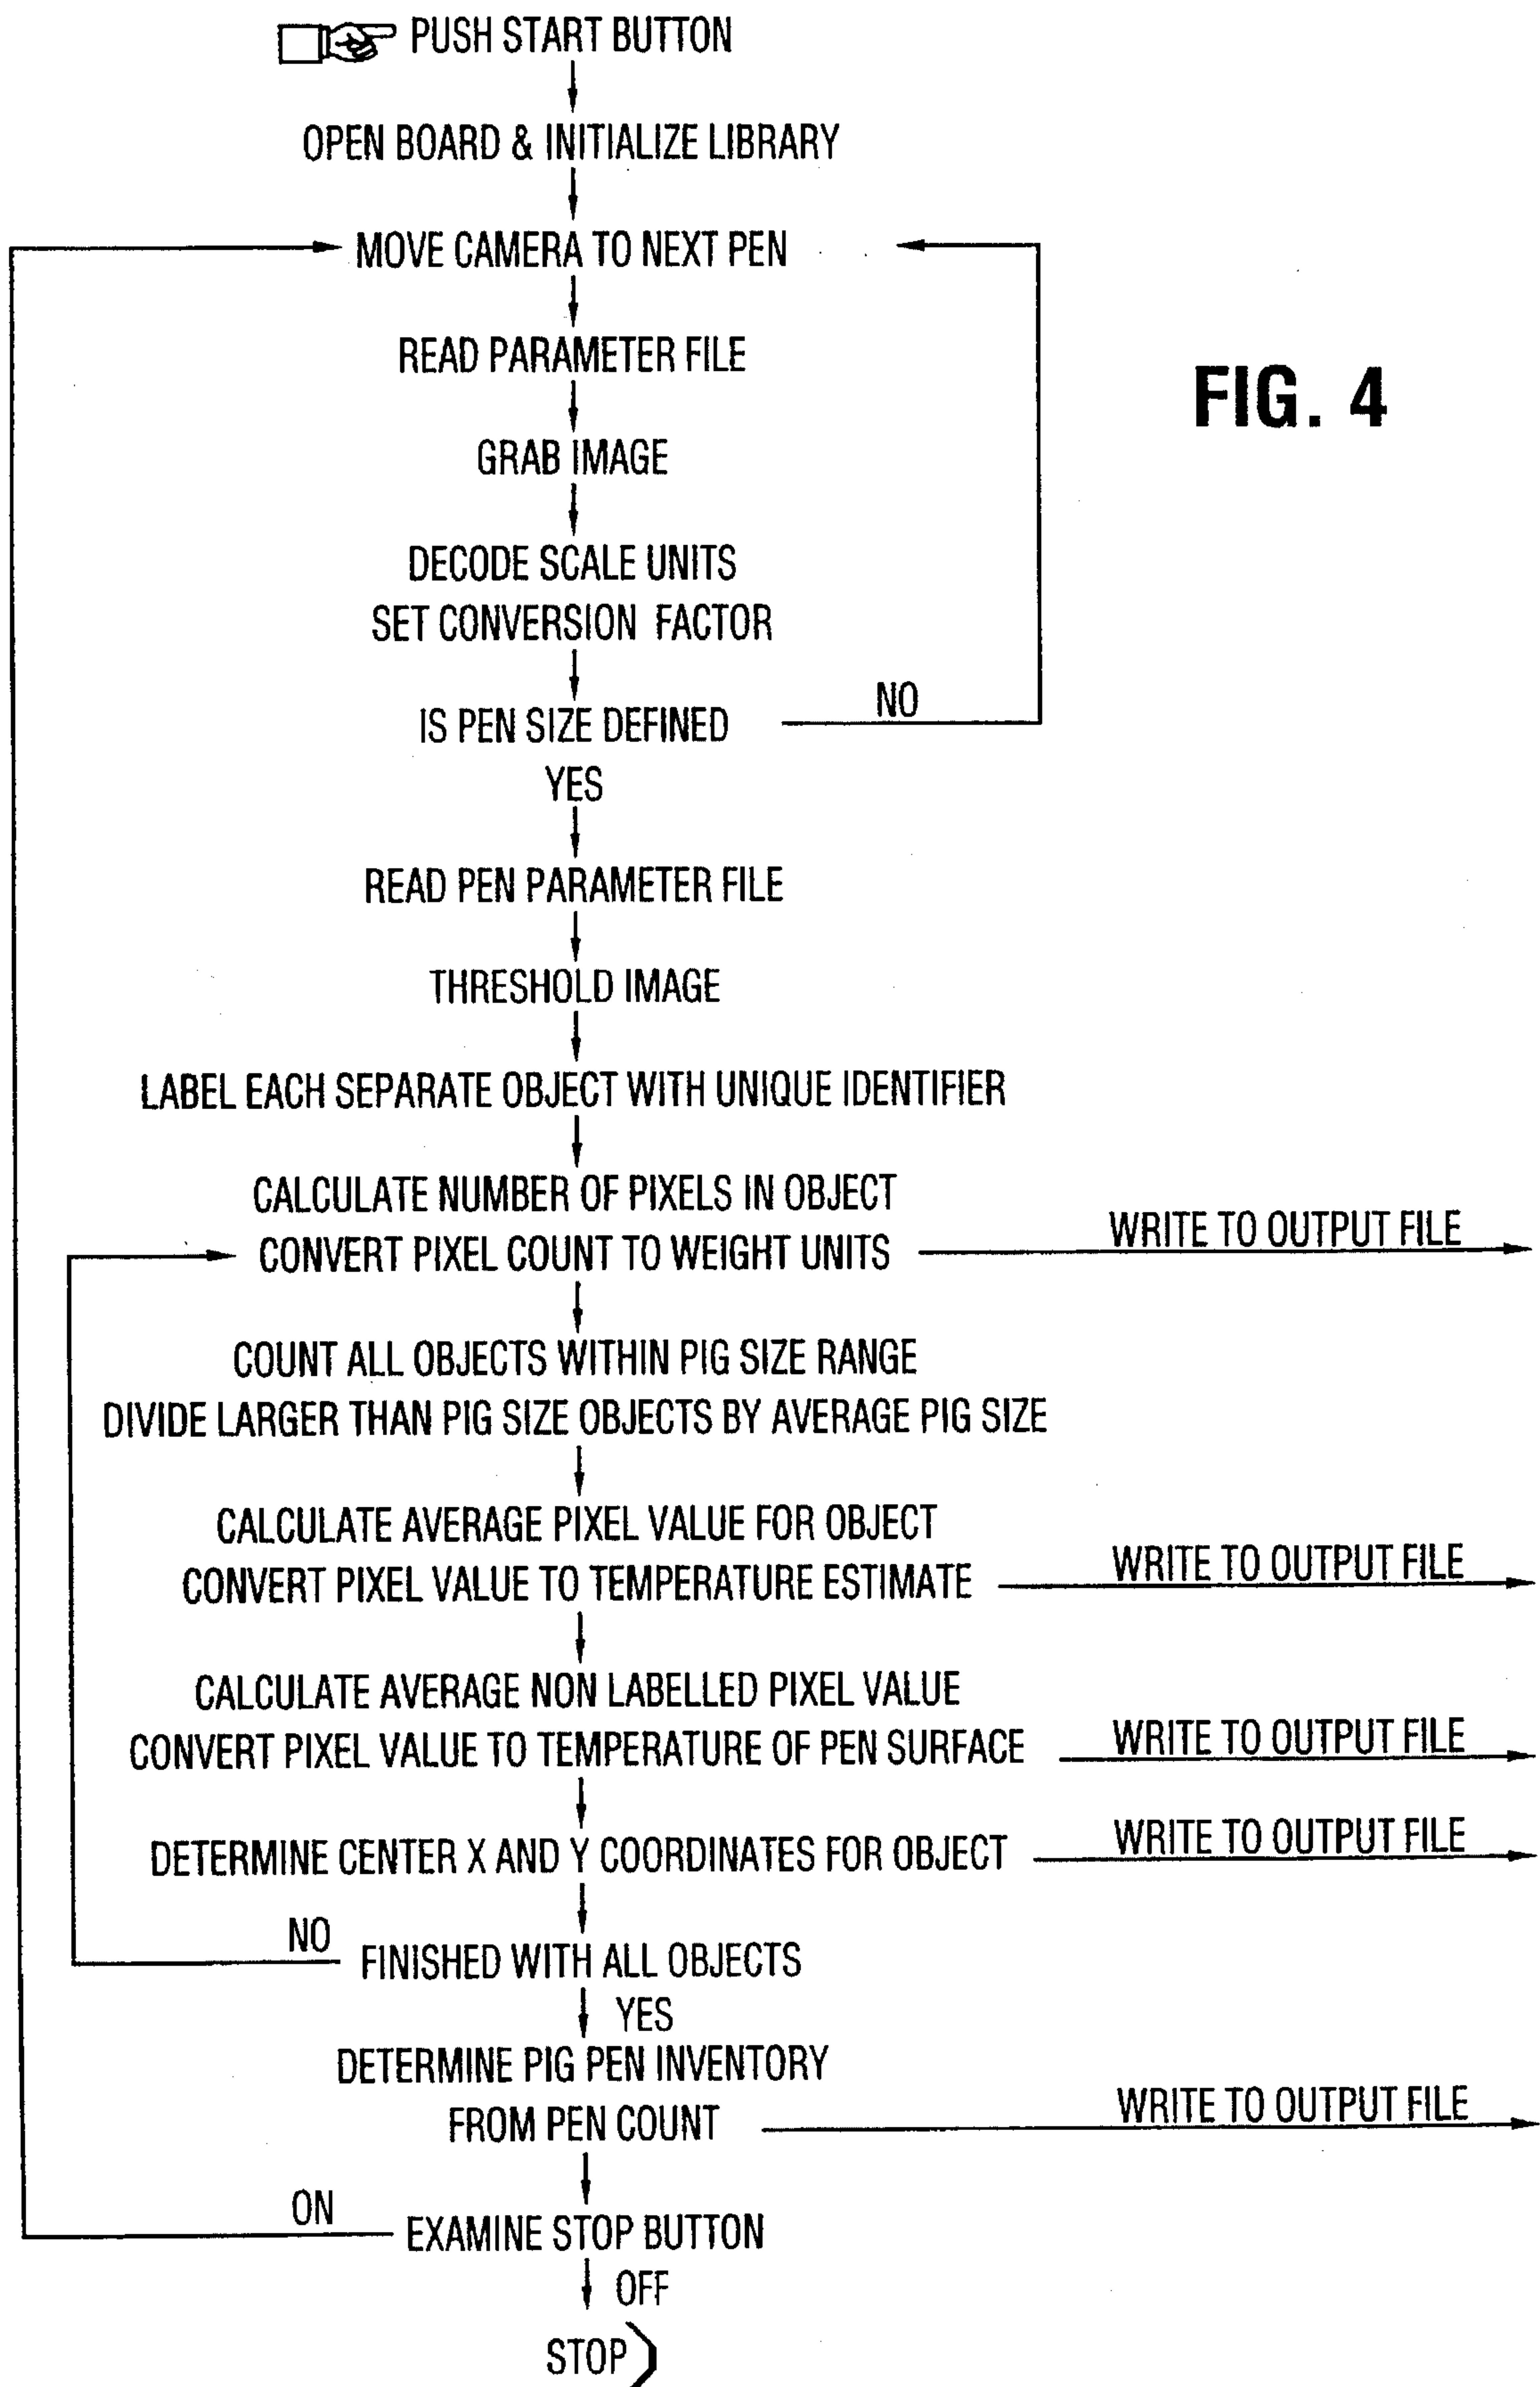 PUSH START BUTTON
OPEN BOARD & INITIALIZE LIBRARY
MOVE CAMERA TO NEXT PEN
READ PARAMETER FILE
FIG. 4
GRAB IMAGE
DECODE SCALE UNITS
SET CONVERSION FACTOR
NO
IS PEN SIZE DEFINED
YES
READ PEN PARAMETER FILE
THRESHOLD IMAGE
LABEL EACH SEPARATE OBJECT WITH UNIQUE IDENTIFIER
CALCULATE NUMBER OF PIXELS IN OBJECT
CONVERT PIXEL COUNT TO WEIGHT UNITS
WRITE TO OUTPUT FILE
COUNT ALL OBJECTS WITHIN PIG SIZE RANGE
DIVIDE LARGER THAN PIG SIZE OBJECTS BY AVERAGE PIG SIZE
CALCULATE AVERAGE PIXEL VALUE FOR OBJECT
CONVERT PIXEL VALUE TO TEMPERATURE ESTIMATE
WRITE TO OUTPUT FILE
CALCULATE AVERAGE NON LABELLED PIXEL VALUE
CONVERT PIXEL VALUE TO TEMPERATURE OF PEN SURFACE
WRITE TO OUTPUT FILE
DETERMINE CENTER X AND Y COORDINATES FOR OBJECT
WRITE TO OUTPUT FILE
NO
FINISHED WITH ALL OBJECTS
YES
DETERMINE PIG PEN INVENTORY
FROM PEN COUNT
WRITE TO OUTPUT FILE
ON
EXAMINE STOP BUTTON
OFF
STOP